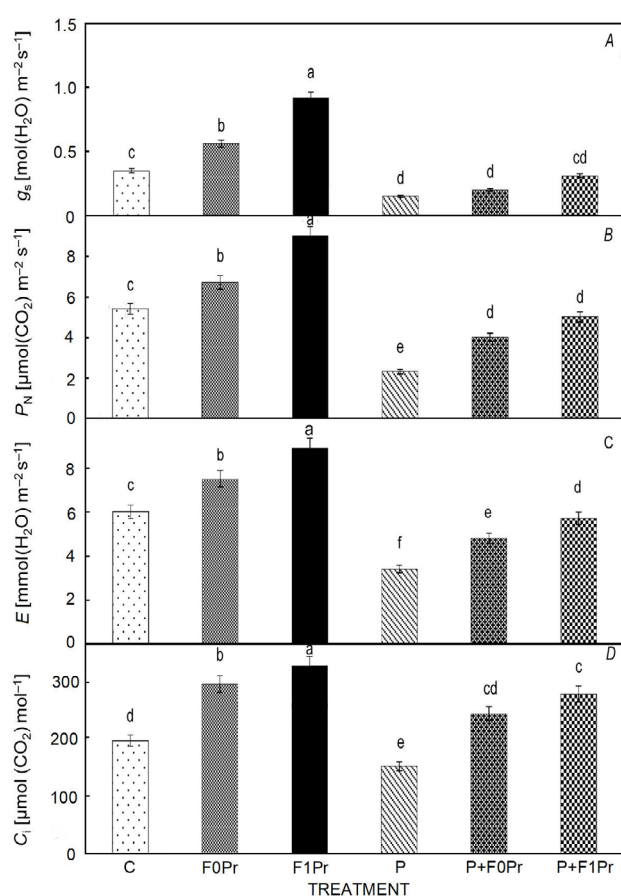 A
1.5
1.0
0.5
0
gs [mol(H2O) m–2 s–1]
c
b
a
d
d
cd
B
8
6
4
2
0
PN [µmol(CO2) m–2 s–1]
c
b
a
e
d
d
C
8
6
4
2
0
E [mmol(H2O) m–2 s–1]
c
b
a
f
e
d
D
300
200
100
0
Ci [µmol (CO2) mol–1]
d
b
a
e
cd
c
C F0Pr F1Pr P P+F0Pr P+F1Pr
TREATMENT